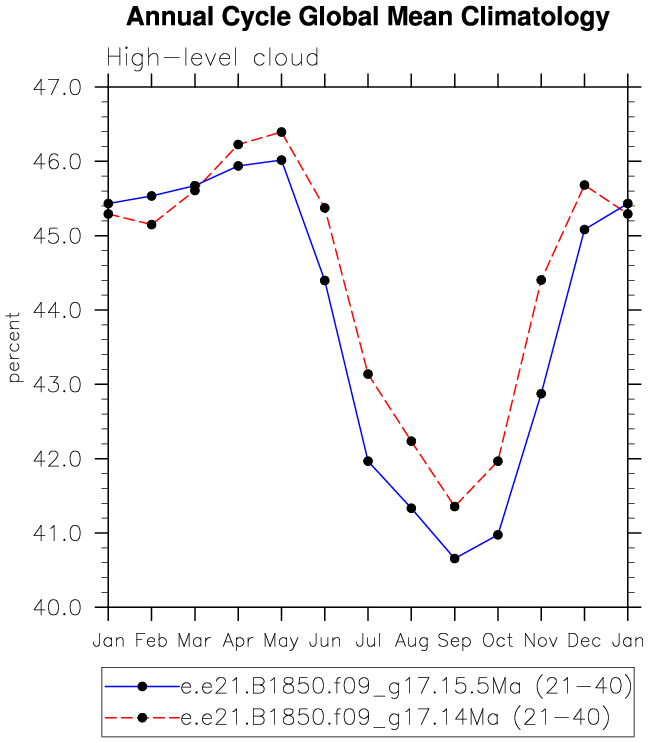 Annual Cycle Global Mean Climatology
High-level cloud
47.0
46.0
45.0
44.0
43.0
42.0
41.0
40.0
percent
Jan Feb Mar Apr May Jun Jul Aug Sep Oct Nov Dec Jan
e.e21.B1850.f09_g17.15.5Ma (21-40)
e.e21.B1850.f09_g17.14Ma (21-40)